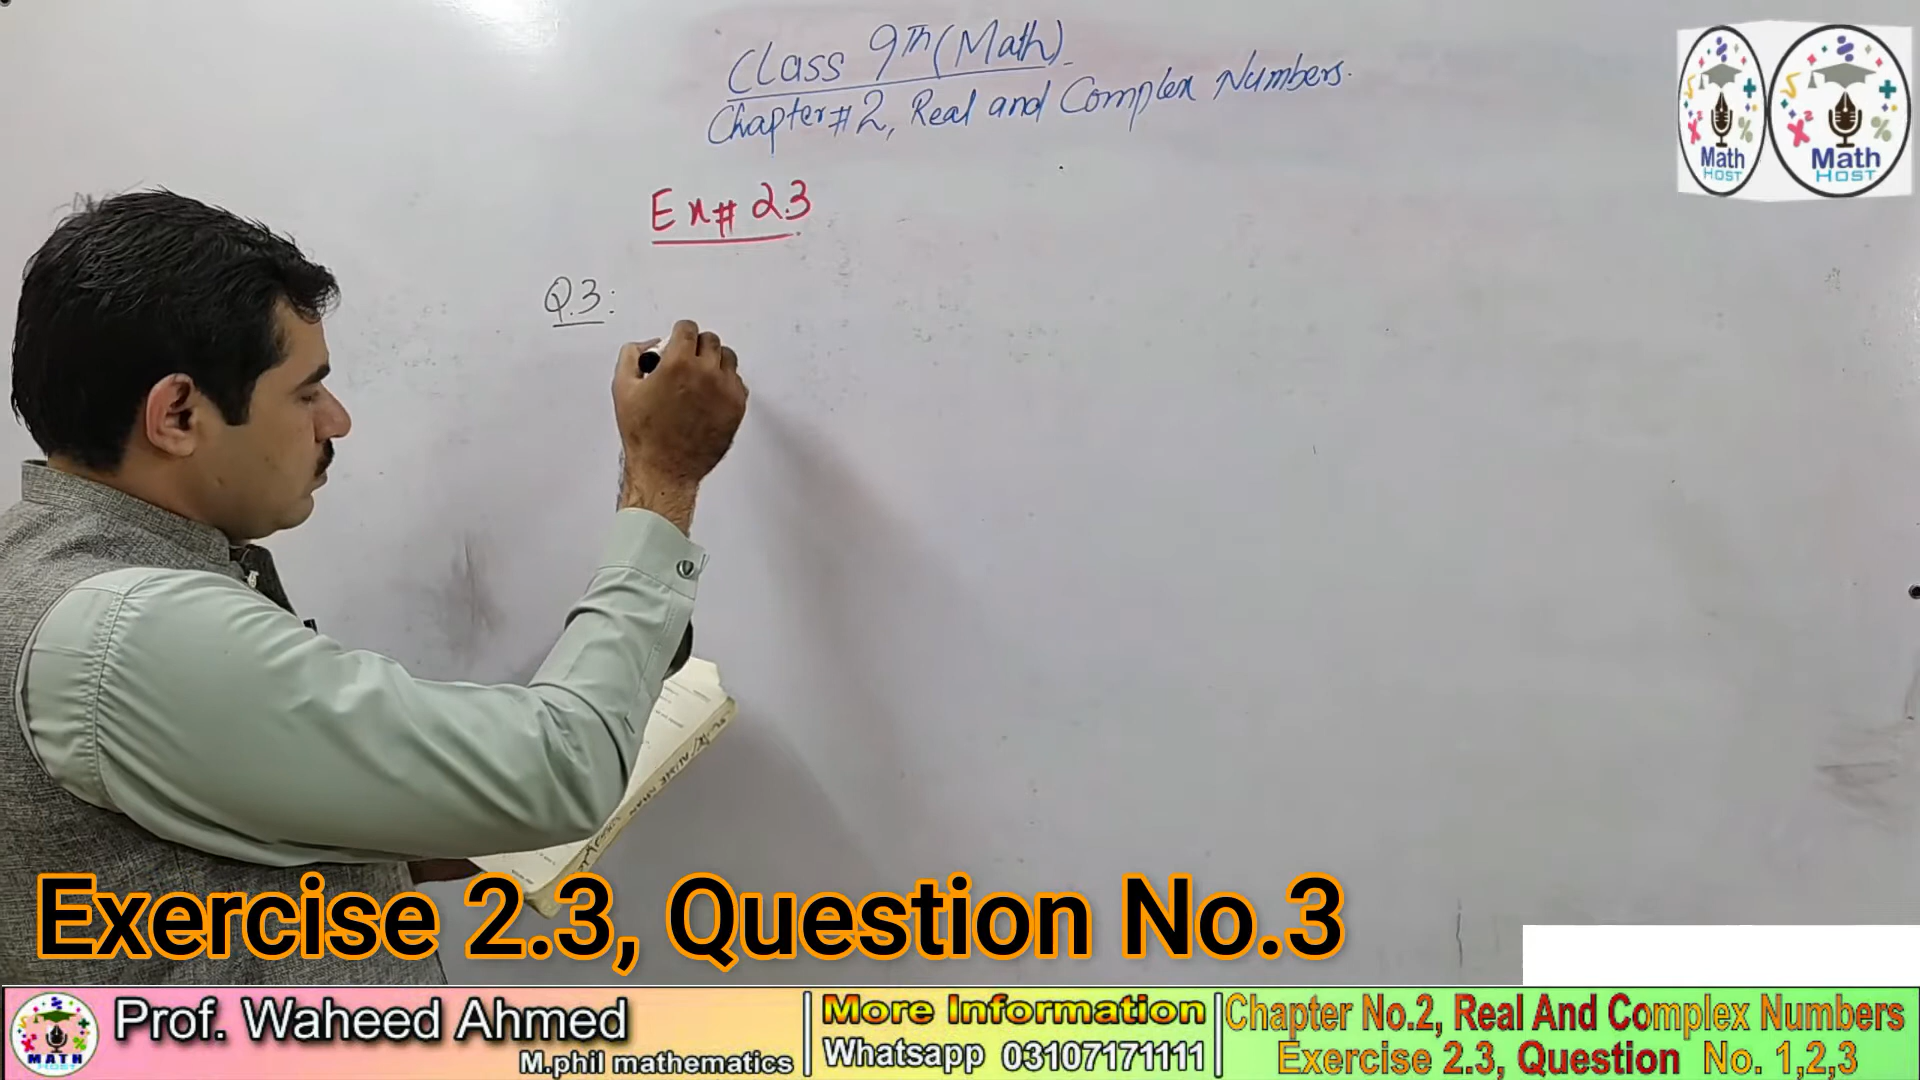 Class 9Th (Math)
Chapter # 2, Real and Complex Numbers.
Ex # 2.3
Q.3:
Math
HOST
Math
HOST
Exercise 2.3, Question No.3
MATH
Prof. Waheed Ahmed
M.phil mathematics
More Information
Whatsapp 03107171111
Chapter No.2, Real And Complex Numbers
Exercise 2.3, Question No. 1,2,3